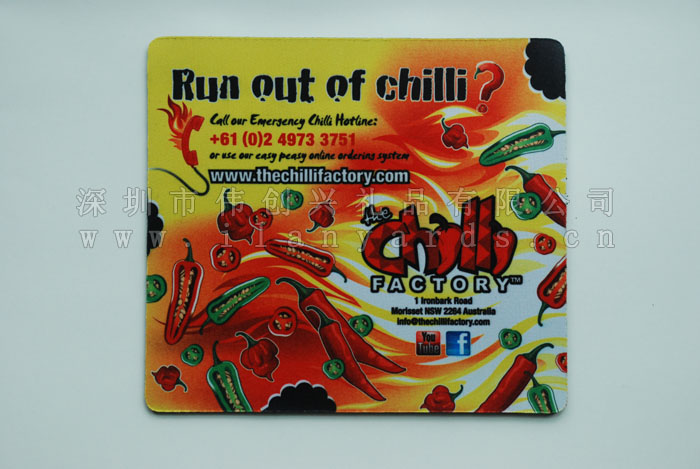 Run out of chilli?
Call our Emergency Chilli Hotline:
+61 (0)2 4973 3751
or use our easy peasy online ordering system
www.thechillifactory.com
深圳市佳创兴礼品有限公司
www.ilanyards.cn
the
Chilli
FACTORY™
1 Ironbark Road
Morisset NSW 2264 Australia
info@thechillifactory.com
You
Tube
f